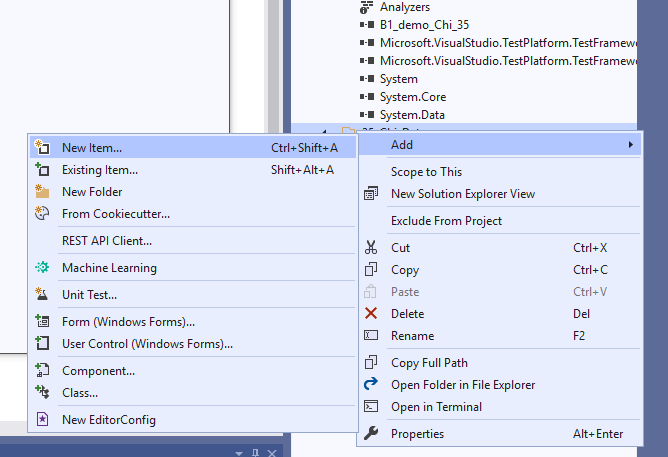 Analyzers
B1_demo_Chi_35
Microsoft.VisualStudio.TestPlatform.TestFramew
Microsoft.VisualStudio.TestPlatform.TestFramew
System
System.Core
System.Data
New Item... Ctrl+Shift+A
Existing Item... Shift+Alt+A
New Folder
From Cookiecutter...
REST API Client...
Machine Learning
Unit Test...
Form (Windows Forms)...
User Control (Windows Forms)...
Component...
Class...
New EditorConfig
Add
Scope to This
New Solution Explorer View
Exclude From Project
Cut Ctrl+X
Copy Ctrl+C
Paste Ctrl+V
Delete Del
Rename F2
Copy Full Path
Open Folder in File Explorer
Open in Terminal
Properties Alt+Enter